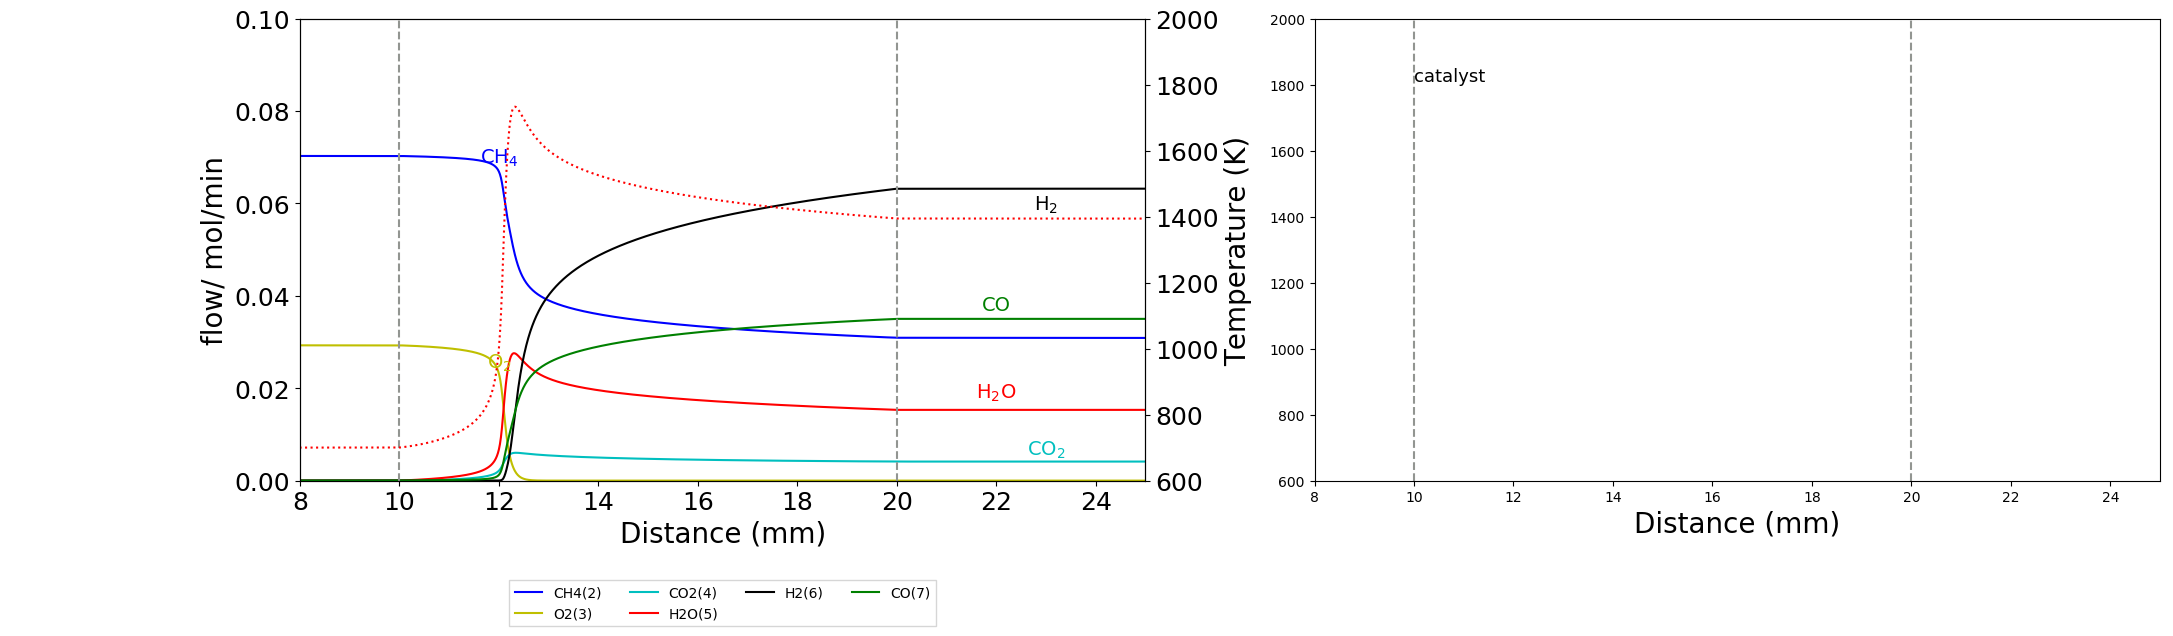 0.10
0.08
0.06
0.04
0.02
0.00
flow/ mol/min
8 10 12 14 16 18 20 22 24
Distance (mm)
2000
1800
1600
1400
1200
1000
800
600
Temperature (K)
CH₄
O₂
H₂
CO
H₂O
CO₂
CH4(2) CO2(4) H2(6) CO(7)
O2(3) H2O(5)
2000
1800
1600
1400
1200
1000
800
600
catalyst
8 10 12 14 16 18 20 22 24
Distance (mm)